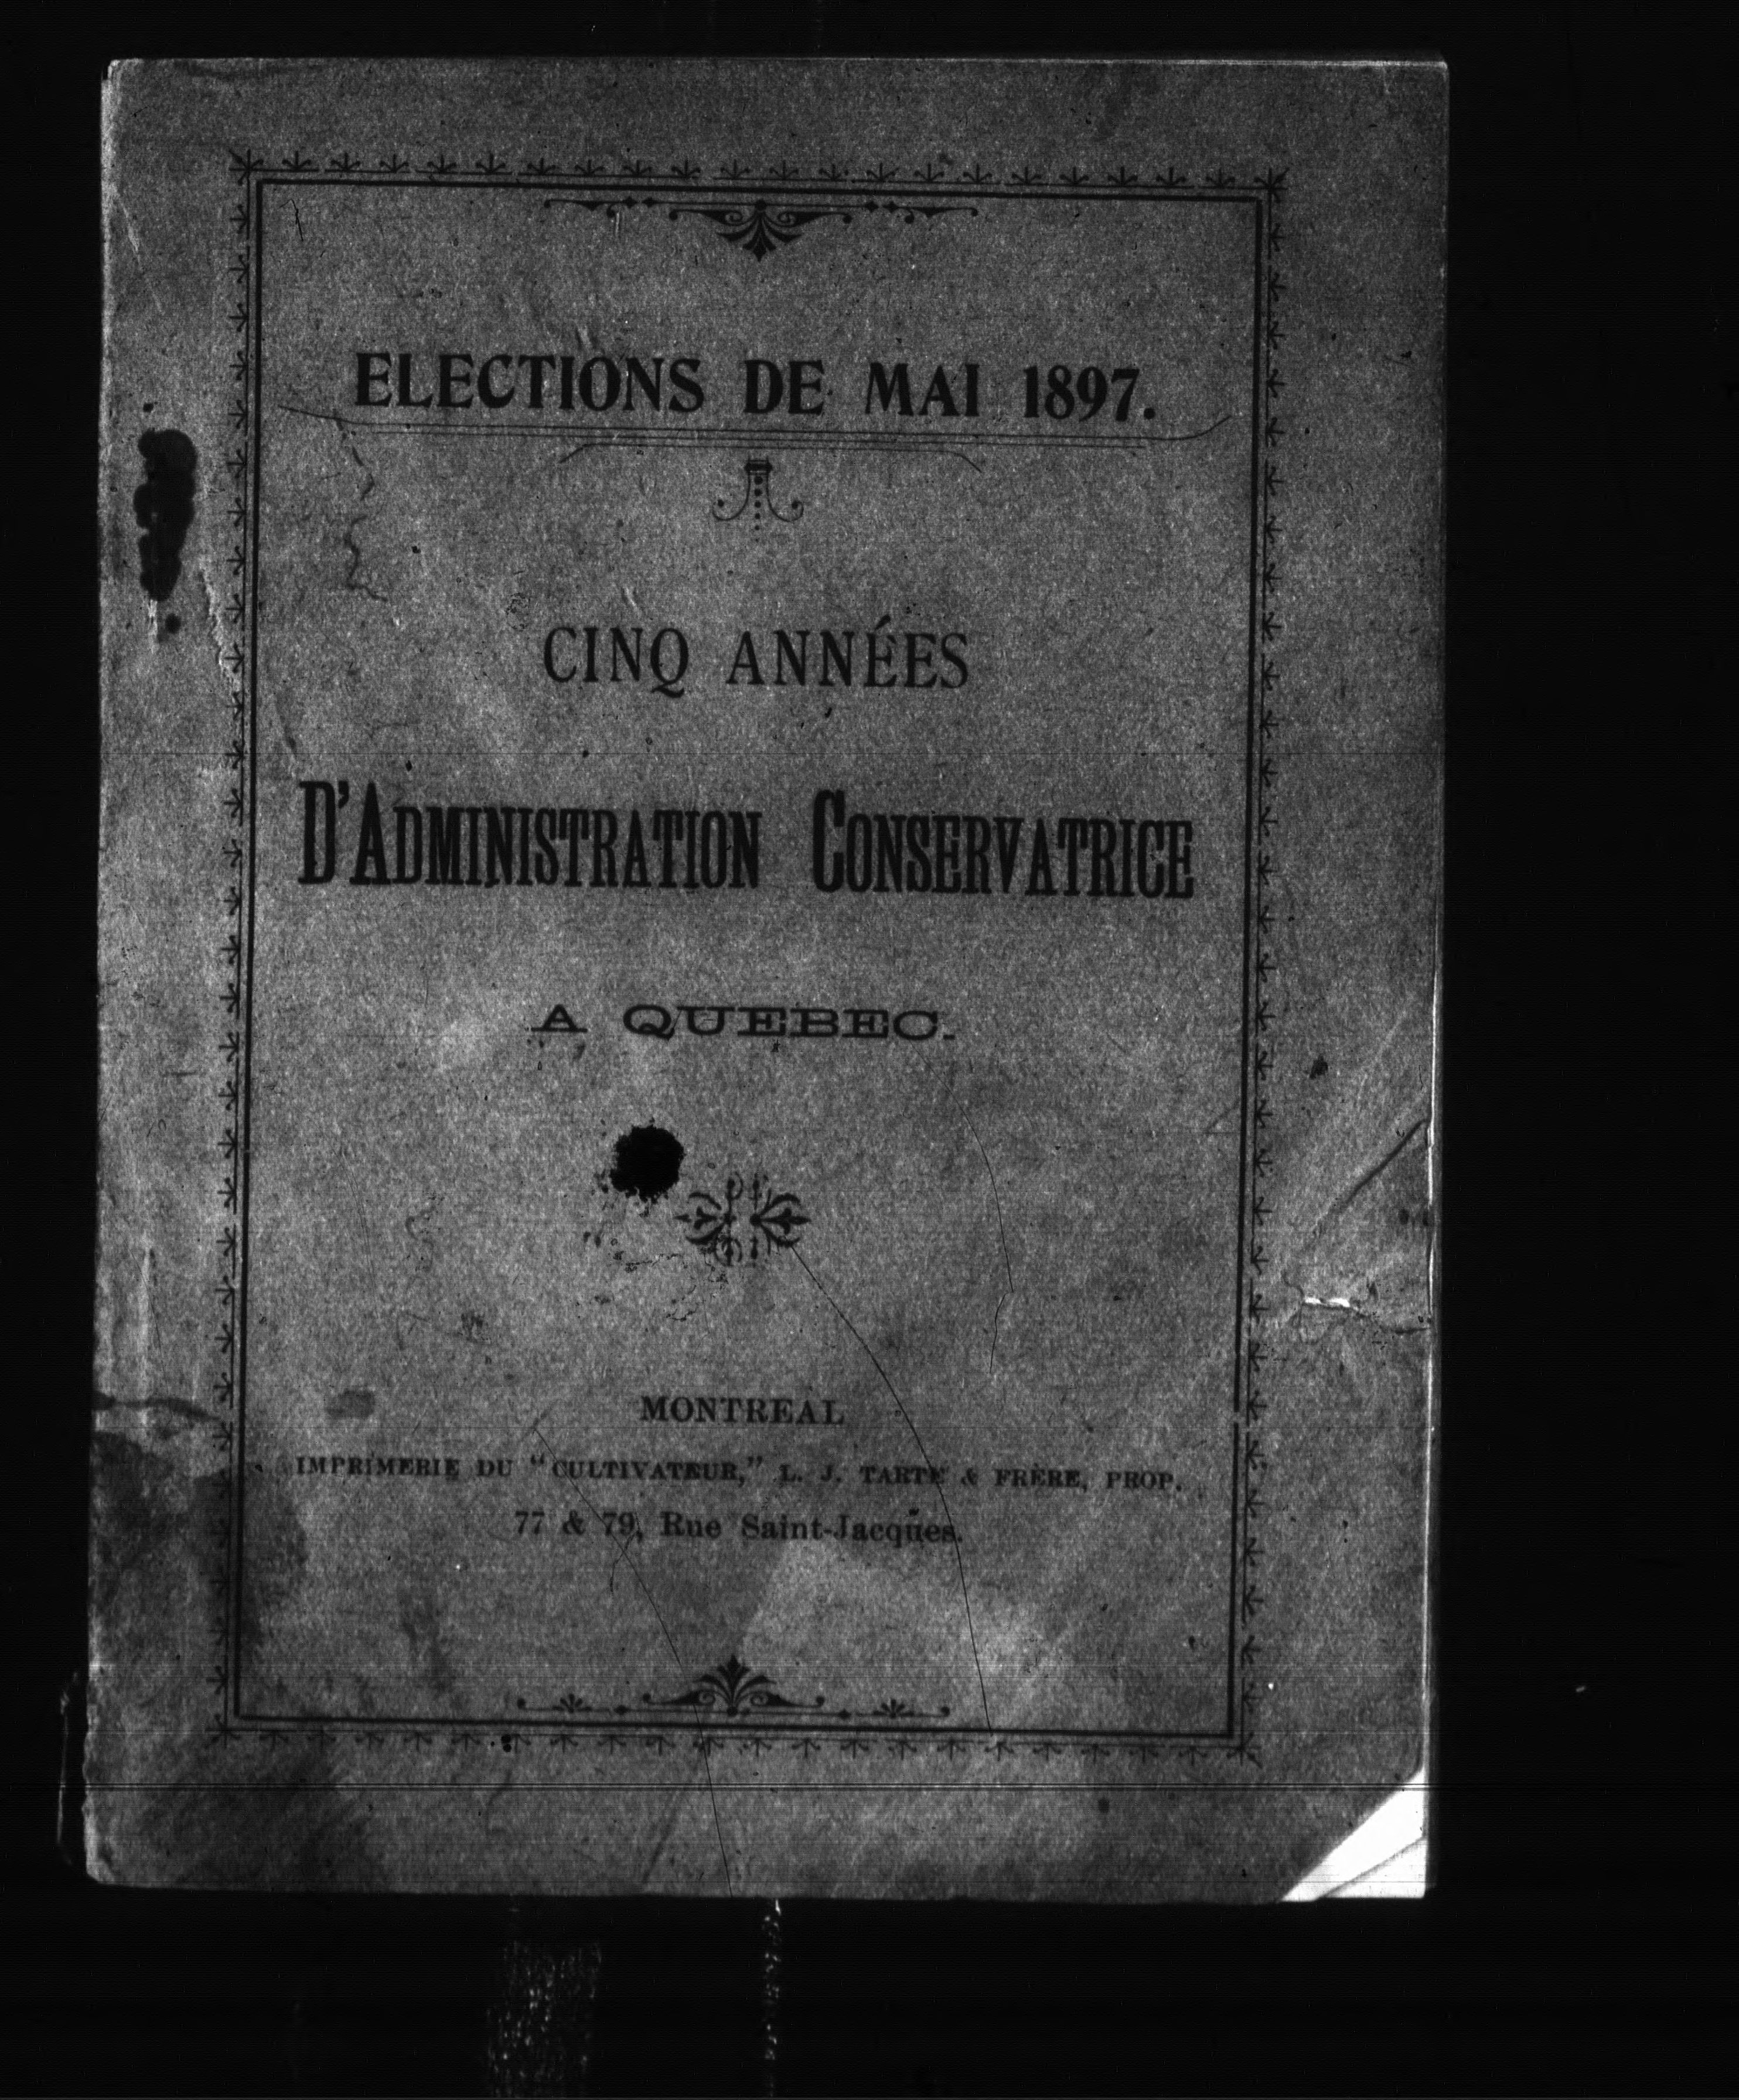 ELECTIONS DE MAI 1897.
CINQ ANNÉES
D'ADMINISTRATION CONSERVATRICE
A QUEBEC.
MONTREAL
IMPRIMERIE DU "CULTIVATEUR," L. J. TARTE & FRÈRE, PROP.
77 & 79, Rue Saint-Jacques.